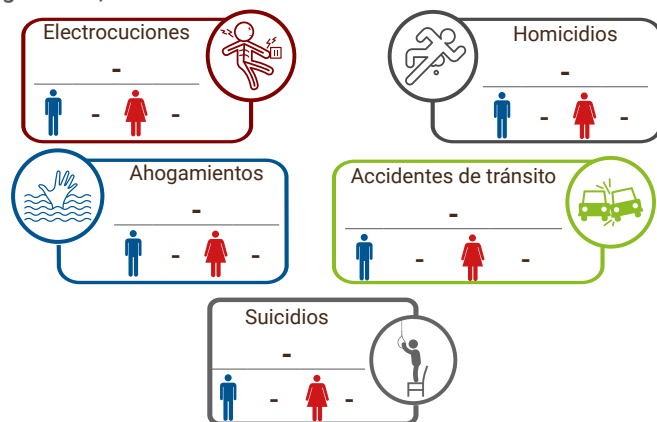 Electrocuciones
-
- -
Homicidios
-
- -
Ahogamientos
-
- -
Accidentes de tránsito
-
- -
Suicidios
-
- -